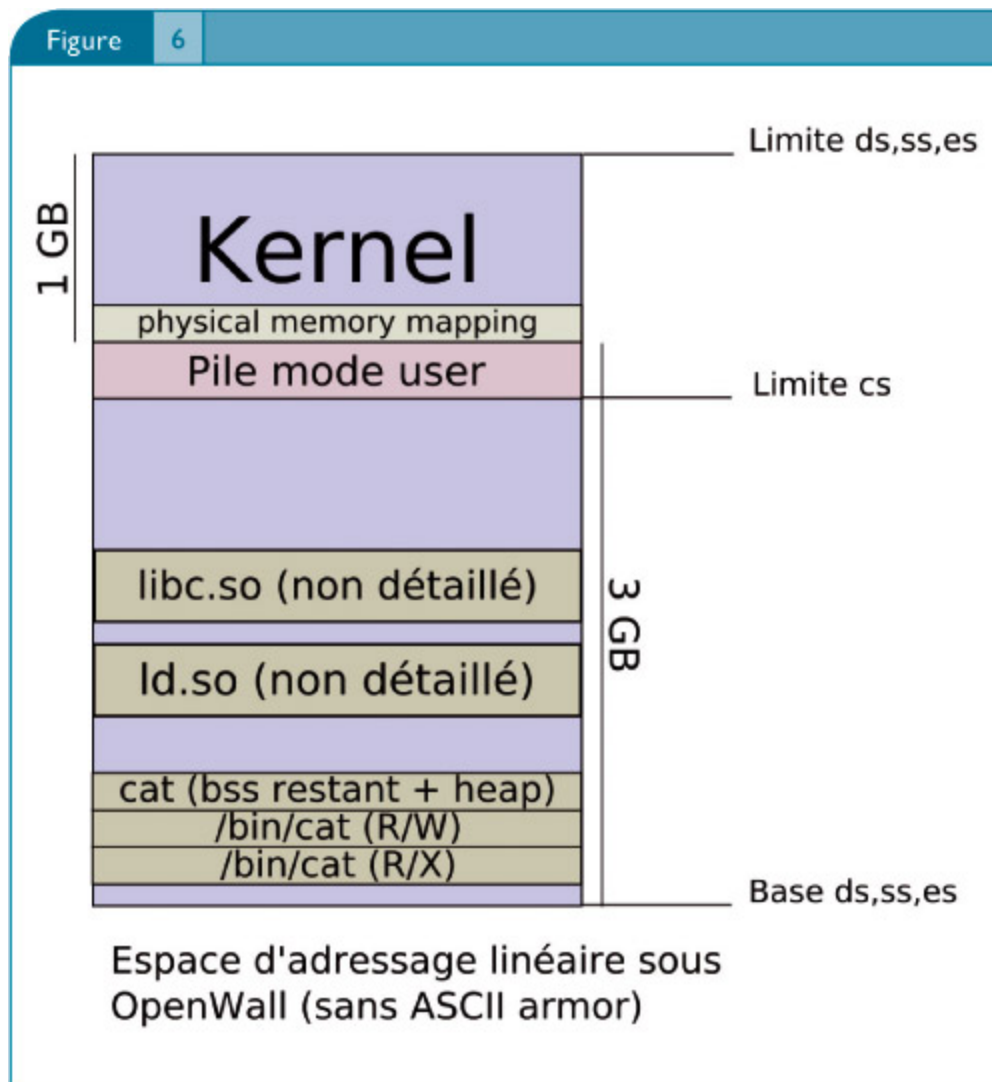 Figure 6
Limite ds,ss,es
1 GB
Kernel
physical memory mapping
Pile mode user
Limite cs
libc.so (non détaillé)
3 GB
ld.so (non détaillé)
cat (bss restant + heap)
/bin/cat (R/W)
/bin/cat (R/X)
Base ds,ss,es
Espace d'adressage linéaire sous
OpenWall (sans ASCII armor)